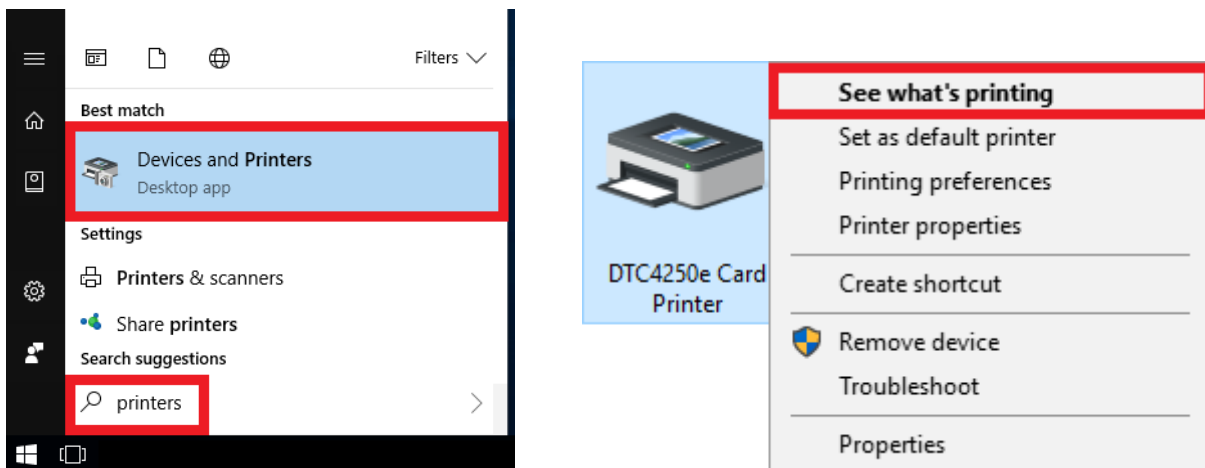 Filters
Best match
Devices and Printers
Desktop app
Settings
Printers & scanners
Share printers
Search suggestions
printers
DTC4250e Card
Printer
See what's printing
Set as default printer
Printing preferences
Printer properties
Create shortcut
Remove device
Troubleshoot
Properties